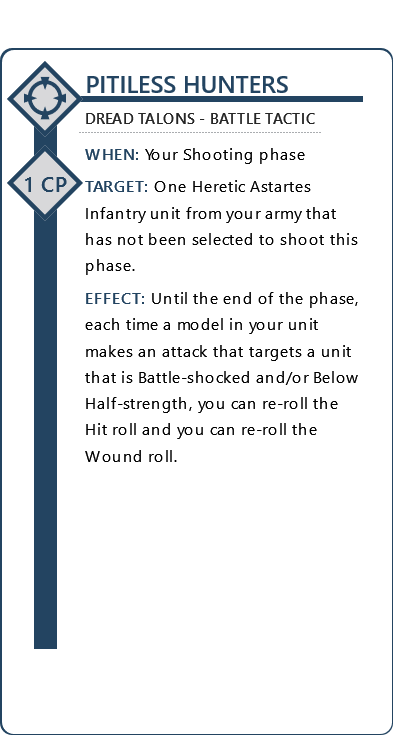 PITILESS HUNTERS
DREAD TALONS - BATTLE TACTIC
WHEN: Your Shooting phase
1 CP
TARGET: One Heretic Astartes
Infantry unit from your army that
has not been selected to shoot this
phase.
EFFECT: Until the end of the phase,
each time a model in your unit
makes an attack that targets a unit
that is Battle-shocked and/or Below
Half-strength, you can re-roll the
Hit roll and you can re-roll the
Wound roll.